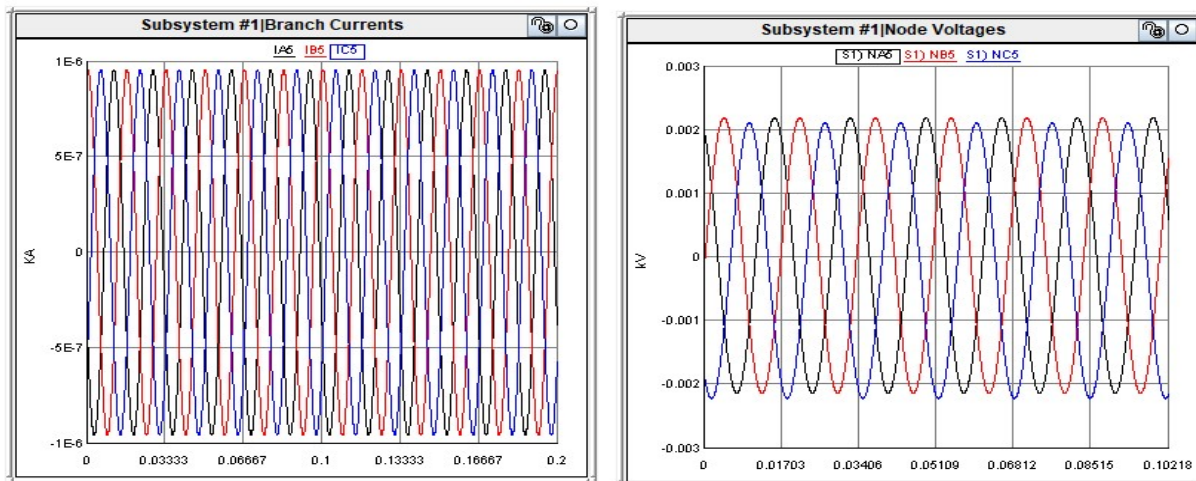 Subsystem #1|Branch Currents
IA5 IB5 IC5
1E-6
5E-7
0
-5E-7
-1E-6
KA
0 0.03333 0.06667 0.1 0.13333 0.16667 0.2
Subsystem #1|Node Voltages
S1) NA5 S1) NB5 S1) NC5
0.003
0.002
0.001
0
-0.001
-0.002
-0.003
kV
0 0.01703 0.03406 0.05109 0.06812 0.08515 0.10218